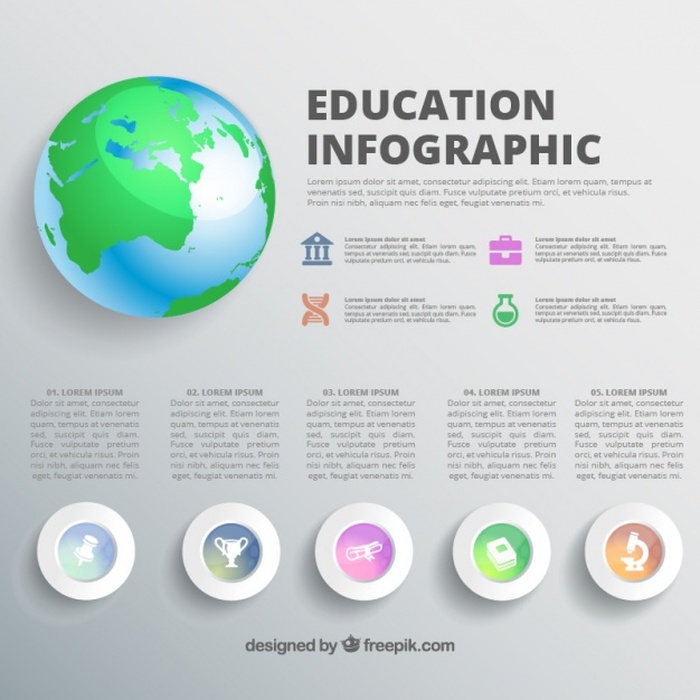 EDUCATION
INFOGRAPHIC
Lorem ipsum dolor sit amet, consectetur adipiscing elit. Etiam lorem quam, tempus at
venenatis sed, suscipit quis diam. Fusce vulputate pretium orci, et vehicula risus.
Proin nisi nibh, aliquam nec felis eget, feugiat venenatis mi.
Lorem ipsum dolor sid amet
Consectetur adipiscing elit. Etiam lorem quam,
tempus at venenatis sed, suscipit quis diam. Fusce
vulputate pretium orci, et vehicula risus.
Lorem ipsum dolor sid amet
Consectetur adipiscing elit. Etiam lorem quam,
tempus at venenatis sed, suscipit quis diam. Fusce
vulputate pretium orci, et vehicula risus.
Lorem ipsum dolor sid amet
Consectetur adipiscing elit. Etiam lorem quam,
tempus at venenatis sed, suscipit quis diam. Fusce
vulputate pretium orci, et vehicula risus.
Lorem ipsum dolor sid amet
Consectetur adipiscing elit. Etiam lorem quam,
tempus at venenatis sed, suscipit quis diam. Fusce
vulputate pretium orci, et vehicula risus.
01. LOREM IPSUM
Dolor sit amet, consectetur
adipiscing elit. Etiam lorem
quam, tempus at venenatis
sed, suscipit quis diam.
Fusce vulputate pretium
orci, et vehicula risus. Proin
nisi nibh, aliquam nec felis
eget, feugiat venenatis mi.
02. LOREM IPSUM
Dolor sit amet, consectetur
adipiscing elit. Etiam lorem
quam, tempus at venenatis
sed, suscipit quis diam.
Fusce vulputate pretium
orci, et vehicula risus. Proin
nisi nibh, aliquam nec felis
eget, feugiat venenatis mi.
03. LOREM IPSUM
Dolor sit amet, consectetur
adipiscing elit. Etiam lorem
quam, tempus at venenatis
sed, suscipit quis diam.
Fusce vulputate pretium
orci, et vehicula risus. Proin
nisi nibh, aliquam nec felis
eget, feugiat venenatis mi.
04. LOREM IPSUM
Dolor sit amet, consectetur
adipiscing elit. Etiam lorem
quam, tempus at venenatis
sed, suscipit quis diam.
Fusce vulputate pretium
orci, et vehicula risus. Proin
nisi nibh, aliquam nec felis
eget, feugiat venenatis mi.
05. LOREM IPSUM
Dolor sit amet, consectetur
adipiscing elit. Etiam lorem
quam, tempus at venenatis
sed, suscipit quis diam.
Fusce vulputate pretium
orci, et vehicula risus. Proin
nisi nibh, aliquam nec felis
eget, feugiat venenatis mi.
designed by freepik.com